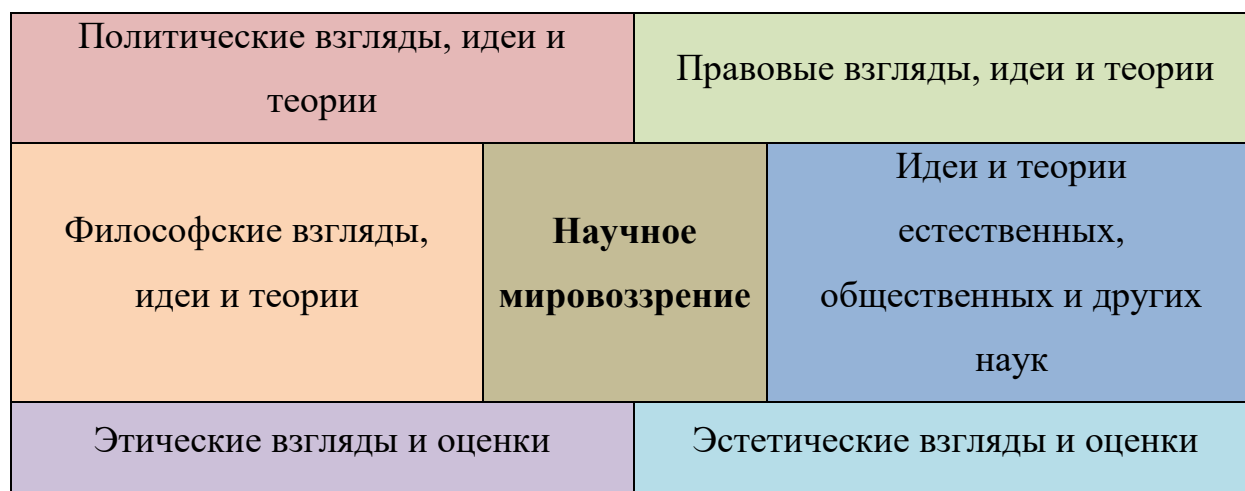 Политические взгляды, идеи и
теории
Правовые взгляды, идеи и теории
Философские взгляды,
идеи и теории
Научное
мировоззрение
Идеи и теории
естественных,
общественных и других
наук
Этические взгляды и оценки
Эстетические взгляды и оценки